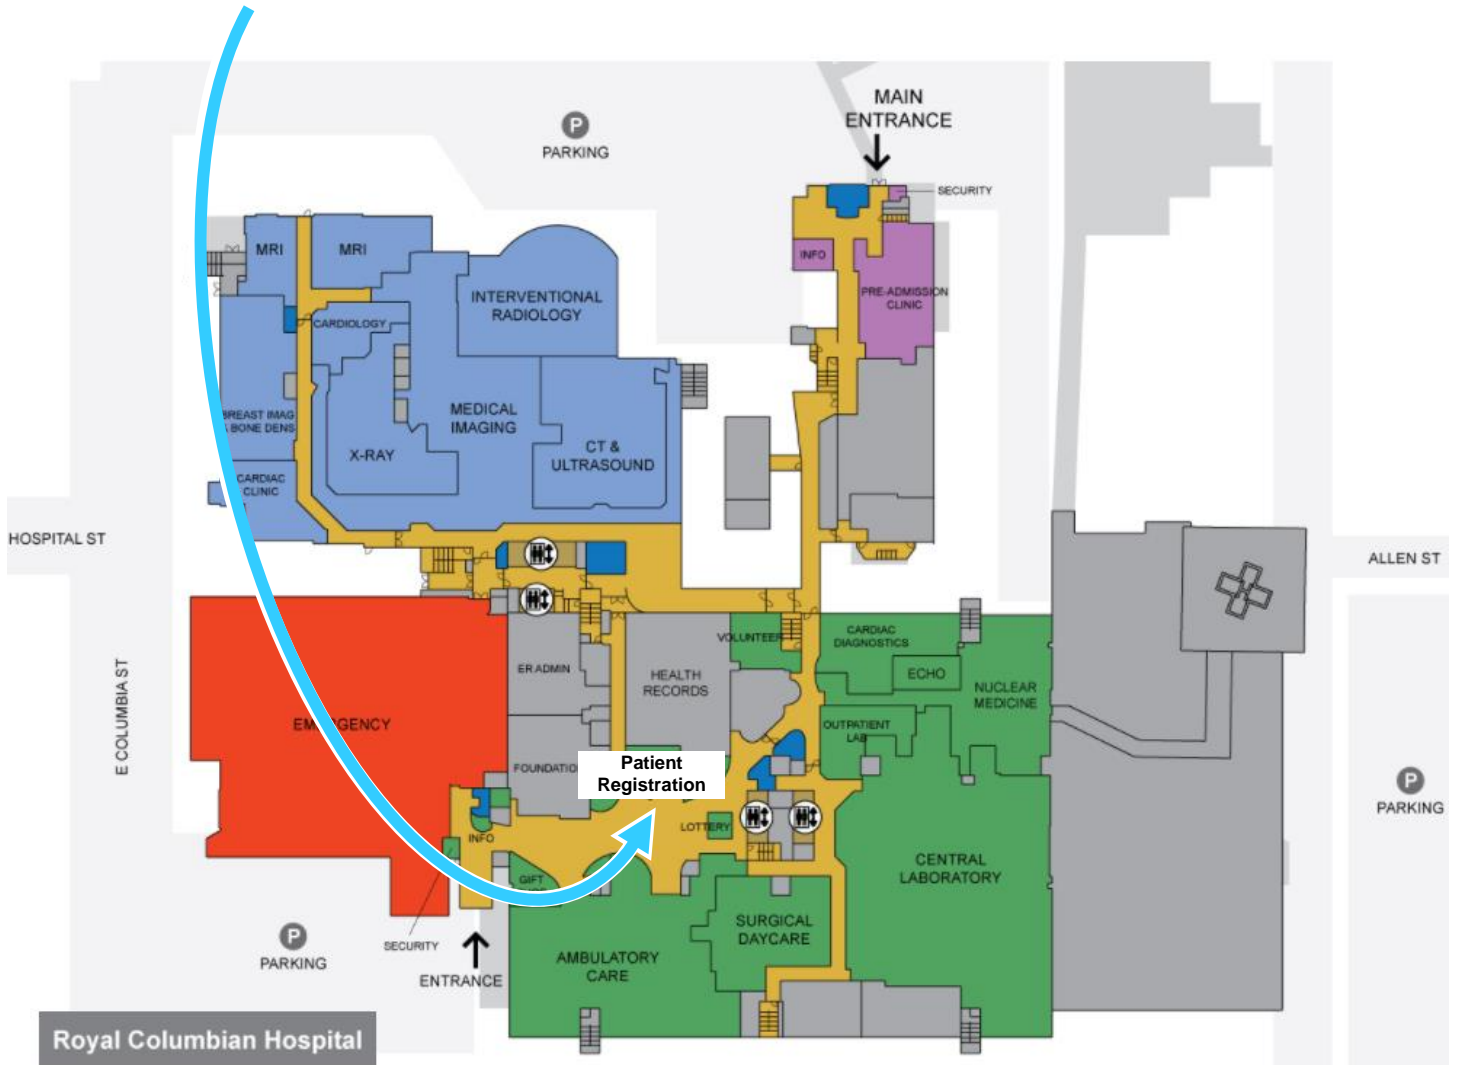 MAIN
ENTRANCE
P
PARKING
SECURITY
MRI
MRI
INFO
INTERVENTIONAL
RADIOLOGY
PRE-ADMISSION
CLINIC
CARDIOLOGY
MEDICAL
IMAGING
BREAST IMAG
BONE DENS
X-RAY
CT &
ULTRASOUND
CARDIAC
CLINIC
HOSPITAL ST
ALLEN ST
E COLUMBIA ST
VOLUNTEER
CARDIAC
DIAGNOSTICS
ER ADMIN
HEALTH
RECORDS
ECHO
NUCLEAR
MEDICINE
EMERGENCY
OUTPATIENT
LAB
FOUNDATION
Patient
Registration
P
PARKING
INFO
LOTTERY
CENTRAL
LABORATORY
GIFT
SURGICAL
DAYCARE
P
PARKING
SECURITY
ENTRANCE
AMBULATORY
CARE
Royal Columbian Hospital